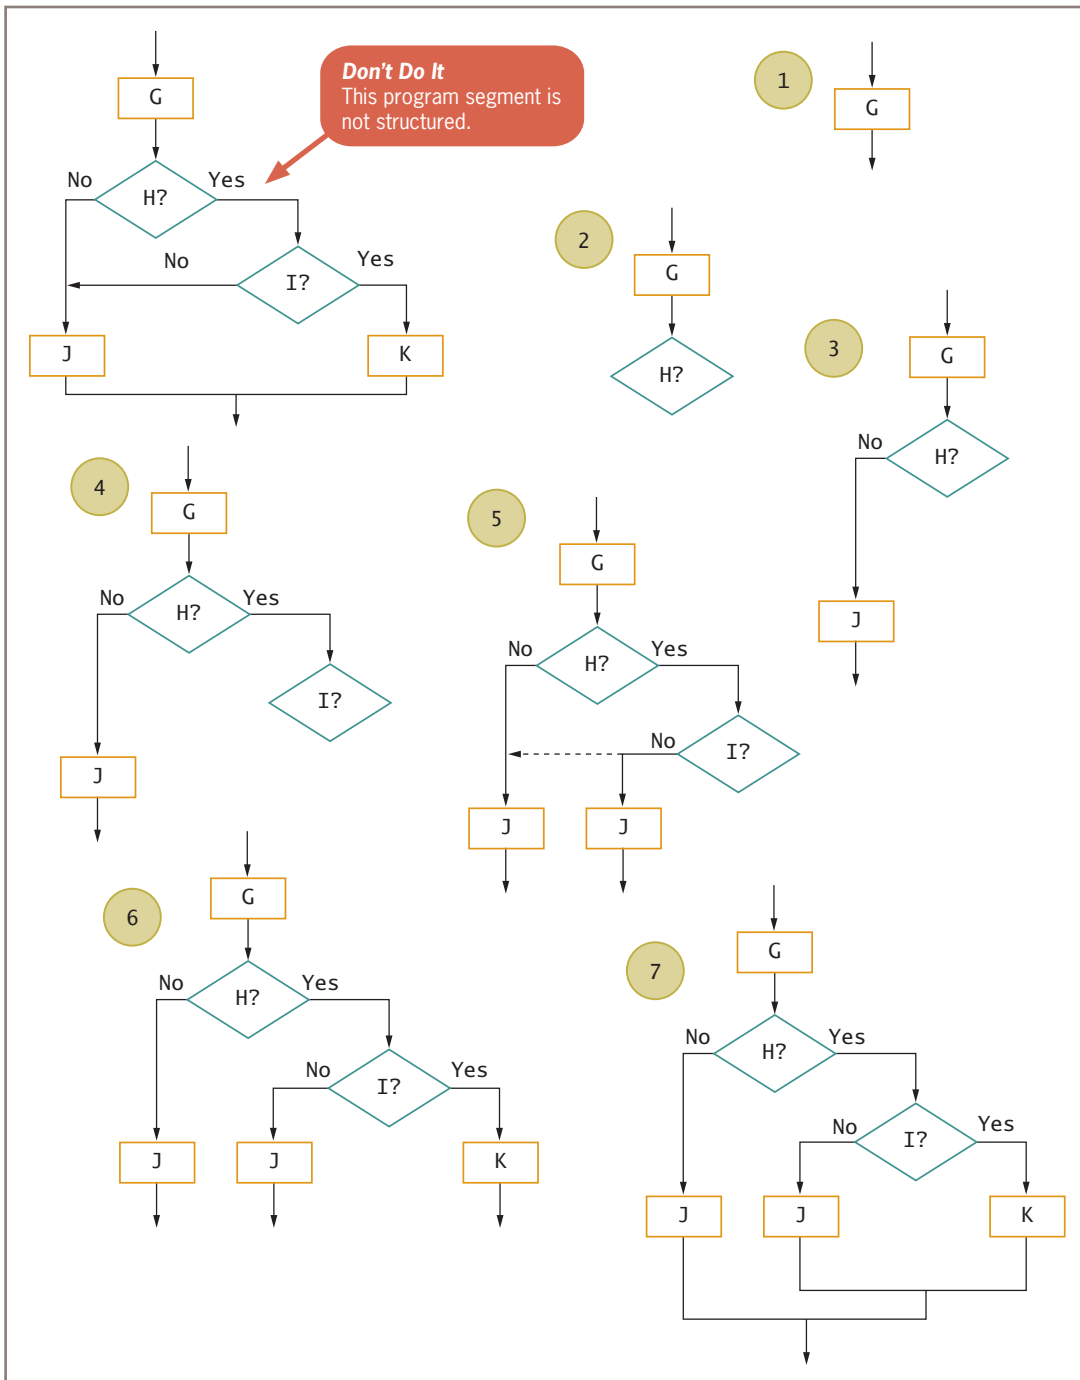 G
Don't Do It
This program segment is
not structured.
No
Yes
H?
No
Yes
I?
J
K
1
G
2
G
H?
3
G
No
H?
J
4
G
No
Yes
H?
I?
J
5
G
No
Yes
H?
No
I?
J
J
6
G
No
Yes
H?
No
Yes
I?
J
J
K
7
G
No
Yes
H?
No
Yes
I?
J
J
K